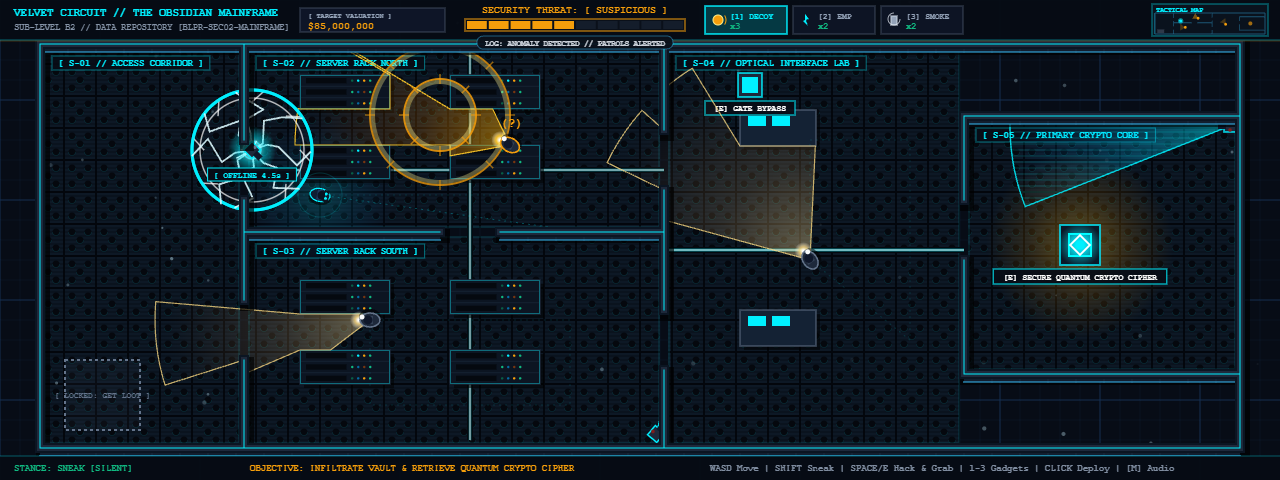 VELVET CIRCUIT // THE OBSIDIAN MAINFRAME
SUB-LEVEL B2 // DATA REPOSITORY [BLPR-SEC02-MAINFRAME]
[ TARGET VALUATION ]
$85,000,000
SECURITY THREAT: [ SUSPICIOUS ]
[1] DECOY
x3
[2] EMP
x2
[3] SMOKE
x2
TACTICAL MAP
LOG: ANOMALY DETECTED // PATROLS ALERTED
[ S-01 // ACCESS CORRIDOR ]
[ S-02 // SERVER RACK NORTH ]
[ S-04 // OPTICAL INTERFACE LAB ]
[E] GATE BYPASS
(?)
[ S-05 // PRIMARY CRYPTO CORE ]
[ OFFLINE 4.5s ]
[ S-03 // SERVER RACK SOUTH ]
[E] SECURE QUANTUM CRYPTO CIPHER
[ LOCKED: GET LOOT ]
STANCE: SNEAK [SILENT]
OBJECTIVE: INFILTRATE VAULT & RETRIEVE QUANTUM CRYPTO CIPHER
WASD Move | SHIFT Sneak | SPACE/E Hack & Grab | 1-3 Gadgets | CLICK Deploy | [M] Audio